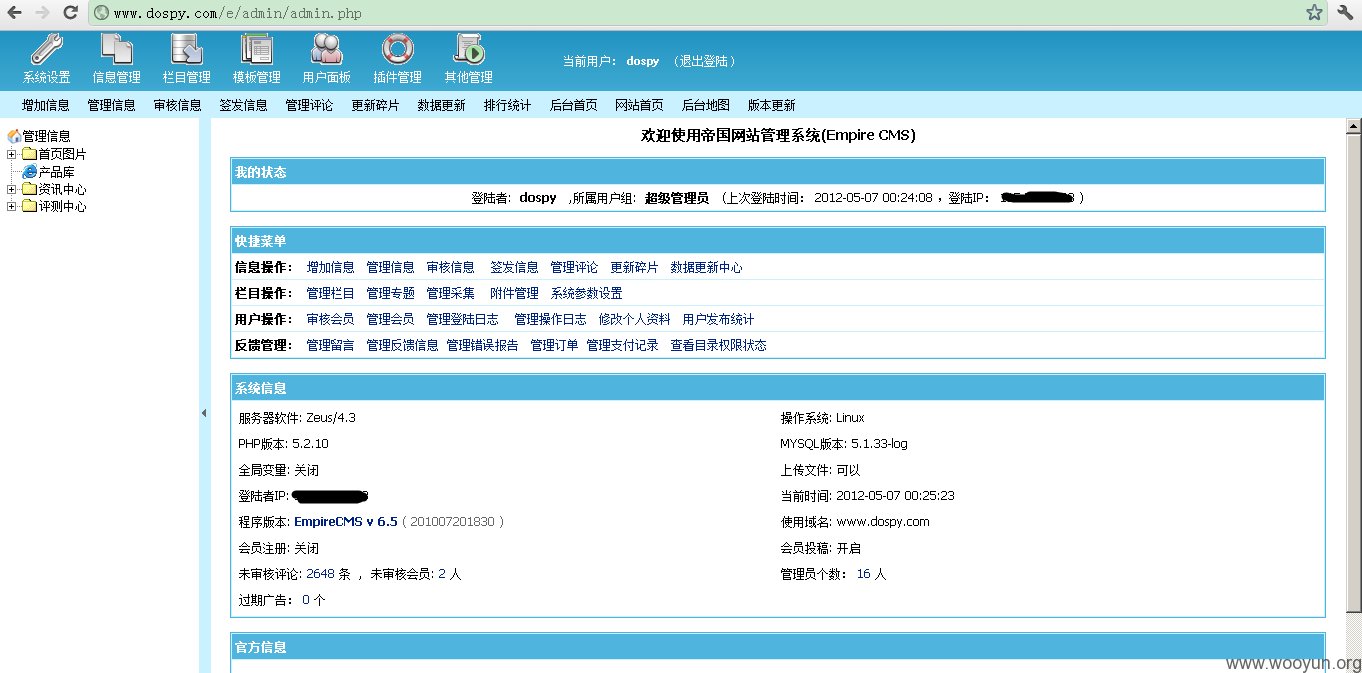 www.dospy.com/e/admin/admin.php
系统设置 信息管理 栏目管理 模板管理 用户面板 插件管理 其他管理
当前用户: dospy （退出登陆）
增加信息 管理信息 审核信息 签发信息 管理评论 更新碎片 数据更新 排行统计 后台首页 网站首页 后台地图 版本更新
管理信息
首页图片
产品库
资讯中心
评测中心
欢迎使用帝国网站管理系统(Empire CMS)
我的状态
登陆者: dospy ,所属用户组: 超级管理员 （上次登陆时间： 2012-05-07 00:24:08 ，登陆IP： ）
快捷菜单
信息操作： 增加信息 管理信息 审核信息 签发信息 管理评论 更新碎片 数据更新中心
栏目操作： 管理栏目 管理专题 管理采集 附件管理 系统参数设置
用户操作： 审核会员 管理会员 管理登陆日志 管理操作日志 修改个人资料 用户发布统计
反馈管理： 管理留言 管理反馈信息 管理错误报告 管理订单 管理支付记录 查看目录权限状态
系统信息
服务器软件: Zeus/4.3 操作系统: Linux
PHP版本: 5.2.10 MYSQL版本: 5.1.33-log
全局变量: 关闭 上传文件: 可以
登陆者IP: 当前时间: 2012-05-07 00:25:23
程序版本: EmpireCMS v 6.5 ( 201007201830 ) 使用域名: www.dospy.com
会员注册: 关闭 会员投稿: 开启
未审核评论: 2648 条 ， 未审核会员: 2 人 管理员个数： 16 人
过期广告： 0 个
官方信息
www.wooyun.org